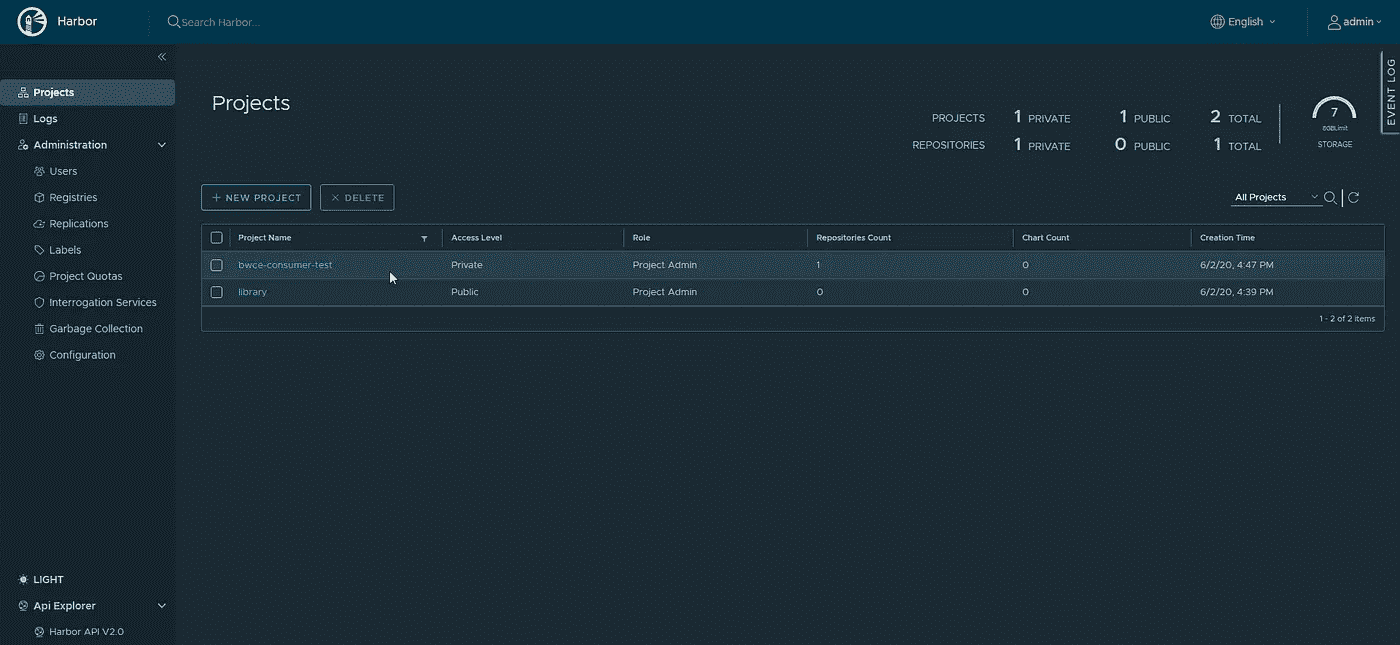 Harbor
Search Harbor...
English
admin
EVENT LOG
Projects
Logs
Administration
Users
Registries
Replications
Labels
Project Quotas
Interrogation Services
Garbage Collection
Configuration
LIGHT
Api Explorer
Harbor API V2.0
Projects
PROJECTS 1 PRIVATE 1 PUBLIC 2 TOTAL
REPOSITORIES 1 PRIVATE 0 PUBLIC 1 TOTAL
7
STORAGE
+ NEW PROJECT × DELETE
All Projects
Project Name Access Level Role Repositories Count Chart Count Creation Time
bwce-consumer-test Private Project Admin 1 0 6/2/20, 4:47 PM
library Public Project Admin 0 0 6/2/20, 4:39 PM
1 - 2 of 2 items